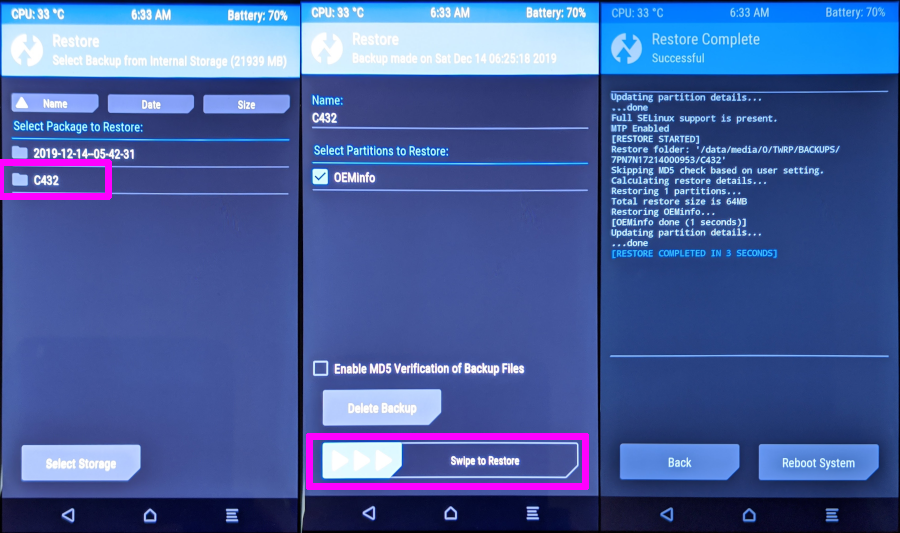 CPU: 33 °C 6:33 AM Battery: 70%
Restore
Select Backup from Internal Storage (21939 MB)
Name Date Size
Select Package to Restore:
2019-12-14--05-42-31
C432
Select Storage
CPU: 33 °C 6:33 AM Battery: 70%
Restore
Backup made on Sat Dec 14 06:25:18 2019
Name:
C432
Select Partitions to Restore:
OEMInfo
Enable MD5 Verification of Backup Files
Delete Backup
Swipe to Restore
CPU: 33 °C 6:33 AM Battery: 70%
Restore Complete
Successful
Updating partition details...
...done
Full SELinux support is present.
MTP Enabled
[RESTORE STARTED]
Restore folder: '/data/media/0/TWRP/BACKUPS/
7PN7N17214000953/C432'
Skipping MD5 check based on user setting.
Calculating restore details...
Restoring 1 partitions...
Total restore size is 64MB
Restoring OEMinfo...
[OEMinfo done (1 seconds)]
Updating partition details...
...done
[RESTORE COMPLETED IN 3 SECONDS]
Back Reboot System